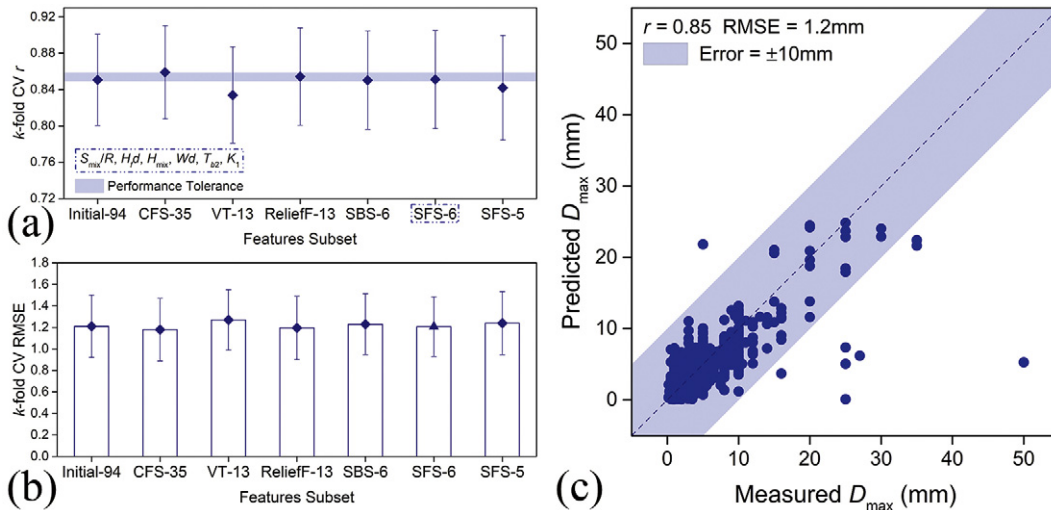 k-fold CV r
0.88
0.84
0.80
0.76
0.72
Smix/R, Hfd, Hmix, Wd, Tb2, K1
Performance Tolerance
Initial-94 CFS-35 VT-13 ReliefF-13 SBS-6 SFS-6 SFS-5
Features Subset
(a)
k-fold CV RMSE
1.8
1.6
1.4
1.2
1.0
0.8
0.6
0.4
0.2
0.0
Initial-94 CFS-35 VT-13 ReliefF-13 SBS-6 SFS-6 SFS-5
Features Subset
(b)
r = 0.85 RMSE = 1.2mm
Error = ±10mm
Predicted Dmax (mm)
50
40
30
20
10
0
0 10 20 30 40 50
Measured Dmax (mm)
(c)